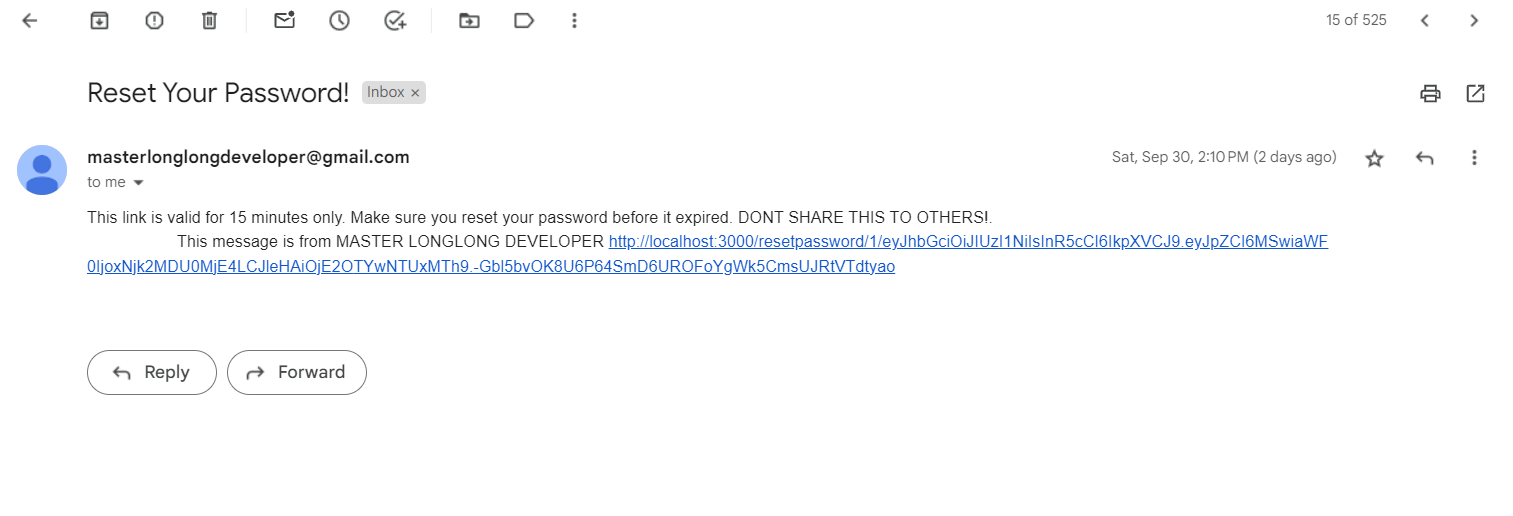 15 of 525
Reset Your Password!
Inbox ×
masterlonglongdeveloper@gmail.com
Sat, Sep 30, 2:10 PM (2 days ago)
to me
This link is valid for 15 minutes only. Make sure you reset your password before it expired. DONT SHARE THIS TO OTHERS!.
This message is from MASTER LONGLONG DEVELOPER http://localhost:3000/resetpassword/1/eyJhbGciOiJIUzI1NiIsInR5cCI6IkpXVCJ9.eyJpZCI6MSwiaWF
0IjoxNjk2MDU0MjE4LCJleHAiOjE2OTYwNTUxMTh9.-Gbl5bvOK8U6P64SmD6UROFoYgWk5CmsUJRtVTdtyao
Reply
Forward